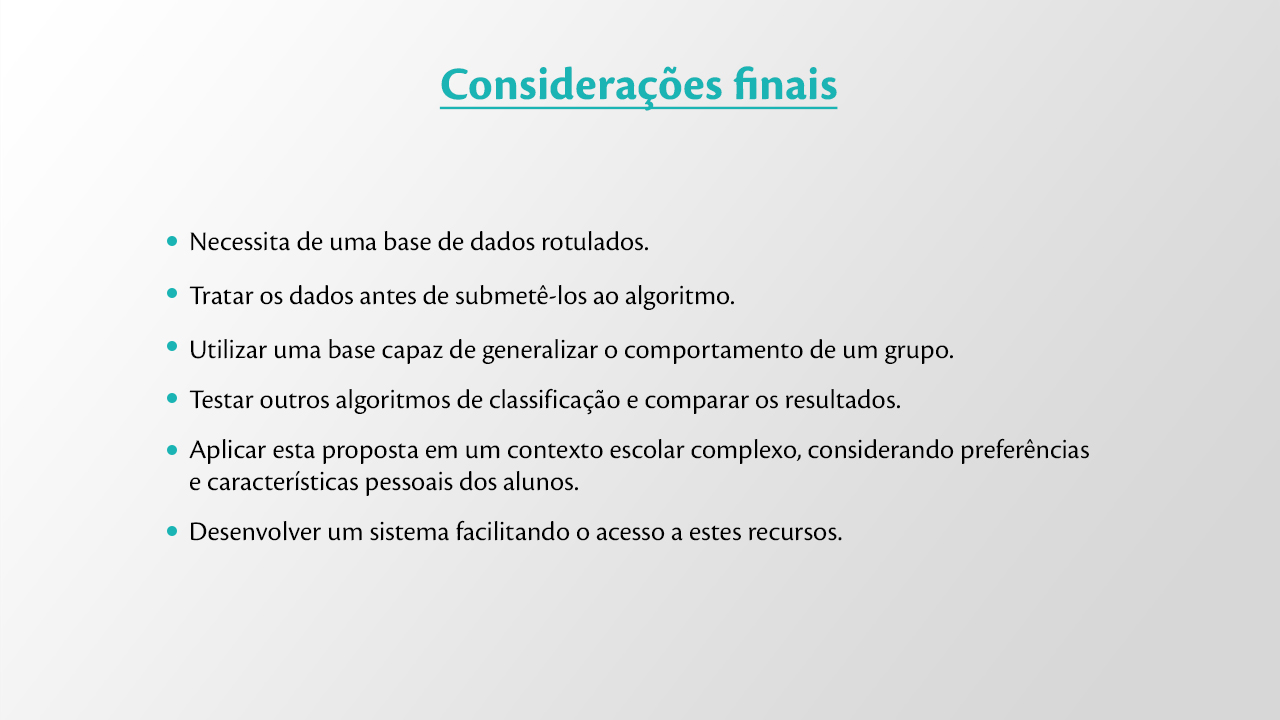 Considerações finais
• Necessita de uma base de dados rotulados.
• Tratar os dados antes de submetê-los ao algoritmo.
• Utilizar uma base capaz de generalizar o comportamento de um grupo.
• Testar outros algoritmos de classificação e comparar os resultados.
• Aplicar esta proposta em um contexto escolar complexo, considerando preferências
e características pessoais dos alunos.
• Desenvolver um sistema facilitando o acesso a estes recursos.